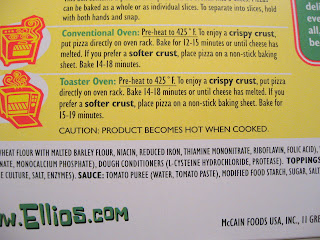 can be baked as a whole or as individual slices. To separate into slices, hold
with both hands and snap.
Conventional Oven: Pre-heat to 425°F. To enjoy a crispy crust,
put pizza directly on oven rack. Bake for 12-15 minutes or until cheese has
melted. If you prefer a softer crust, place pizza on a non-stick baking
sheet. Bake 14-18 minutes.
Toaster Oven: Pre-heat to 425°F. To enjoy a crispy crust, put pizza
directly on oven rack. Bake 14-18 minutes or until cheese has melted. If you
prefer a softer crust, place pizza on a non-stick baking sheet. Bake for
15-19 minutes.
CAUTION: PRODUCT BECOMES HOT WHEN COOKED.
WHEAT FLOUR WITH MALTED BARLEY FLOUR, NIACIN, REDUCED IRON, THIAMINE MONONITRATE, RIBOFLAVIN, FOLIC ACID),
NATE, MONOCALCIUM PHOSPHATE), DOUGH CONDITIONERS (L-CYSTEINE HYDROCHLORIDE, PROTEASE). TOPPINGS
E CULTURE, SALT, ENZYMES). SAUCE: TOMATO PUREE (WATER, TOMATO PASTE), MODIFIED FOOD STARCH, SUGAR, SALT
w.Ellios.com
McCAIN FOODS USA, INC., 11 GRE
deli
eve
all,
be